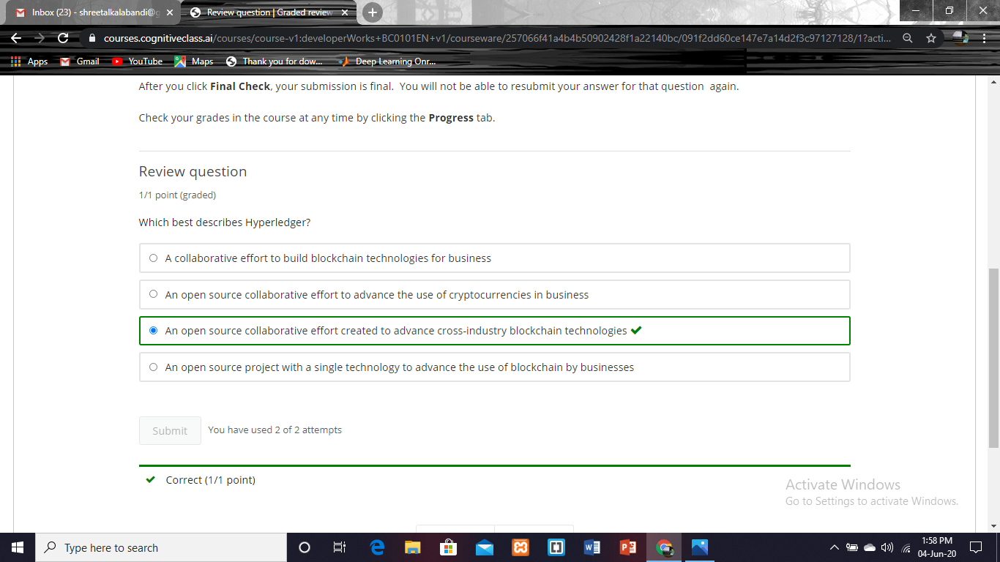 Inbox (23) - shreetalkalabandi@g
Review question | Graded review
courses.cognitiveclass.ai/courses/course-v1:developerWorks+BC0101EN+v1/courseware/257066f41a4b4b50902428f1a22140bc/091f2dd60ce147e7a14d2f3c97127128/1?acti...
Apps Gmail YouTube Maps Thank you for dow... Deep Learning Onr...
After you click Final Check, your submission is final. You will not be able to resubmit your answer for that question again.
Check your grades in the course at any time by clicking the Progress tab.
Review question
1/1 point (graded)
Which best describes Hyperledger?
A collaborative effort to build blockchain technologies for business
An open source collaborative effort to advance the use of cryptocurrencies in business
An open source collaborative effort created to advance cross-industry blockchain technologies
An open source project with a single technology to advance the use of blockchain by businesses
Submit You have used 2 of 2 attempts
Correct (1/1 point)
Activate Windows
Go to Settings to activate Windows.
Type here to search
1:58 PM
04-Jun-20